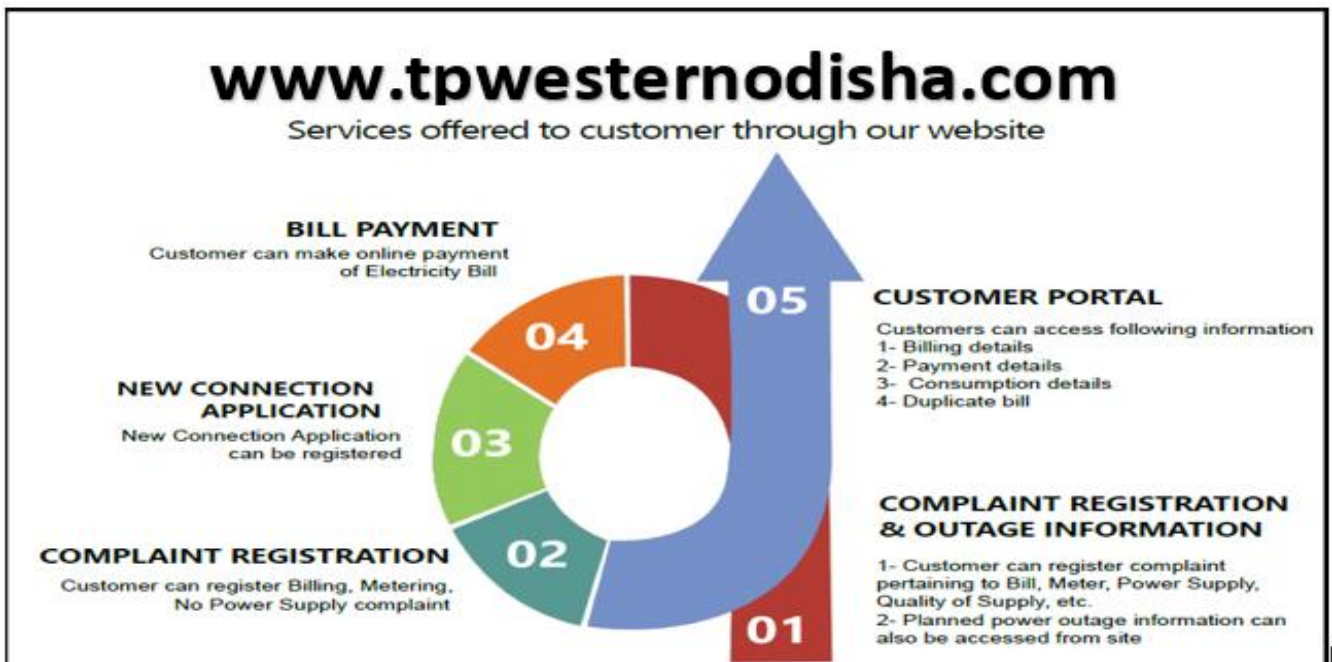 www.tpwesternodisha.com
Services offered to customer through our website
BILL PAYMENT
Customer can make online payment
of Electricity Bill
04
05
CUSTOMER PORTAL
Customers can access following information
1- Billing details
2- Payment details
3- Consumption details
4- Duplicate bill
NEW CONNECTION
APPLICATION
New Connection Application
can be registered
03
COMPLAINT REGISTRATION
Customer can register Billing, Metering,
No Power Supply complaint
02
COMPLAINT REGISTRATION
& OUTAGE INFORMATION
1- Customer can register complaint
pertaining to Bill, Meter, Power Supply,
Quality of Supply, etc.
2- Planned power outage information can
also be accessed from site
01